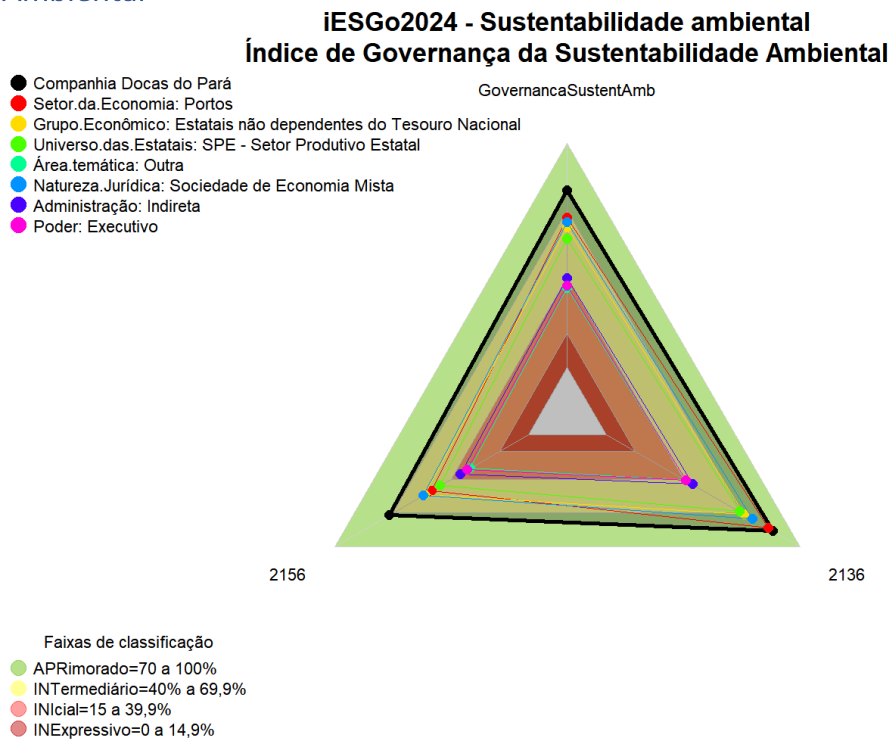 iESGo2024 - Sustentabilidade ambiental
Índice de Governança da Sustentabilidade Ambiental
Companhia Docas do Pará
Setor.da.Economia: Portos
Grupo.Econômico: Estatais não dependentes do Tesouro Nacional
Universo.das.Estatais: SPE - Setor Produtivo Estatal
Área.temática: Outra
Natureza.Jurídica: Sociedade de Economia Mista
Administração: Indireta
Poder: Executivo
GovernancaSustentAmb
2156
2136
Faixas de classificação
APRimorado=70 a 100%
INTermediário=40% a 69,9%
INIcial=15 a 39,9%
INExpressivo=0 a 14,9%